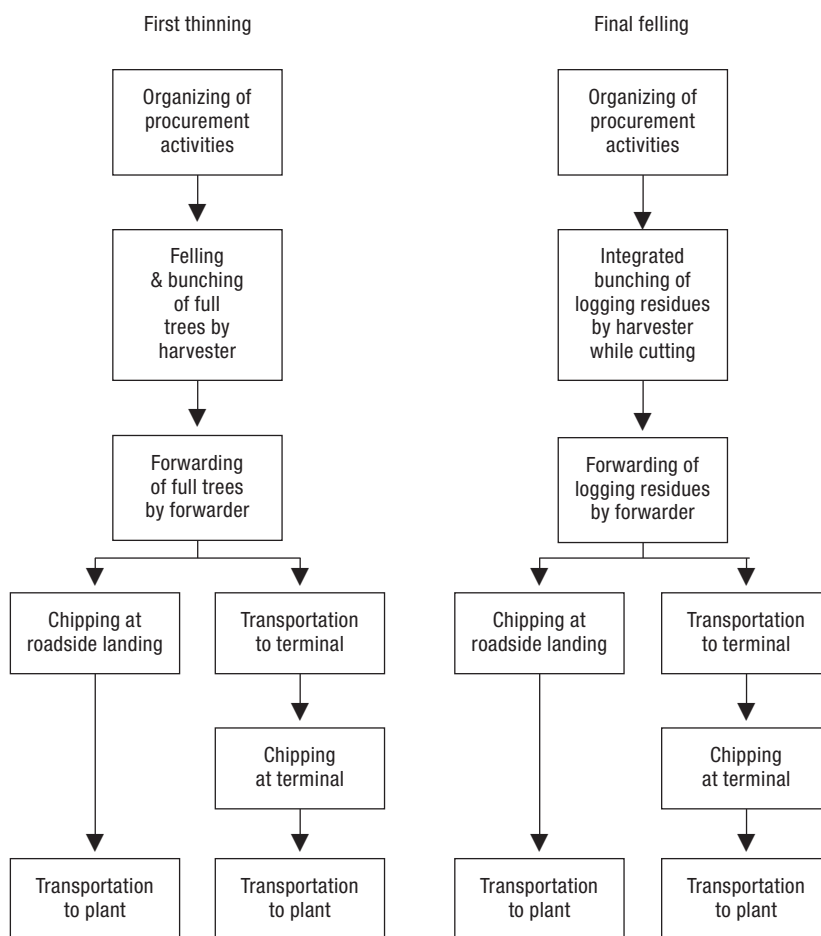 First thinning
Organizing of
procurement
activities
Felling
& bunching
of full
trees by
harvester
Forwarding
of full trees
by forwarder
Chipping at
roadside landing
Transportation
to terminal
Chipping
at terminal
Transportation
to plant
Transportation
to plant
Final felling
Organizing of
procurement
activities
Integrated
bunching of
logging residues
by harvester
while cutting
Forwarding of
logging residues
by forwarder
Chipping at
roadside landing
Transportation
to terminal
Chipping
at terminal
Transportation
to plant
Transportation
to plant